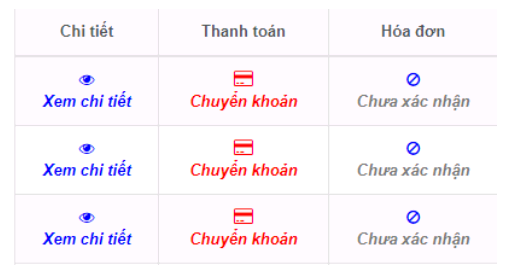 Chi tiết Thanh toán Hóa đơn
Xem chi tiết Chuyển khoản Chưa xác nhận
Xem chi tiết Chuyển khoản Chưa xác nhận
Xem chi tiết Chuyển khoản Chưa xác nhận